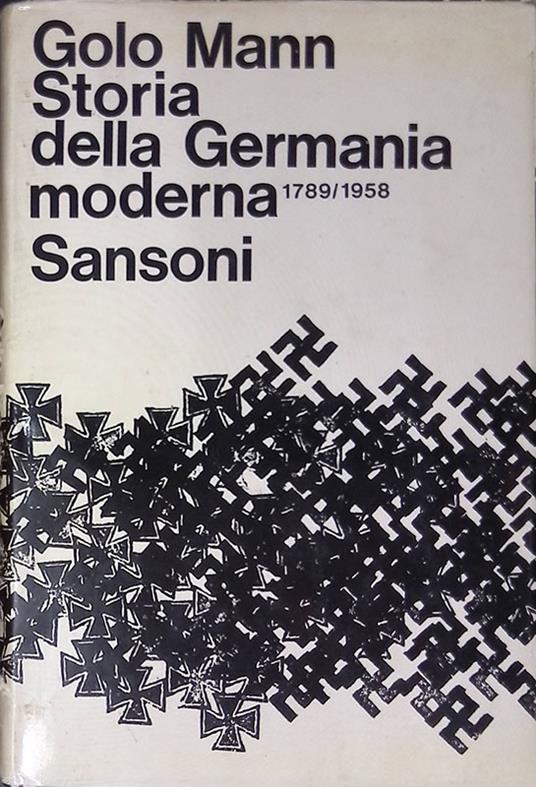 Golo Mann
Storia
della Germania
moderna 1789/1958
Sansoni